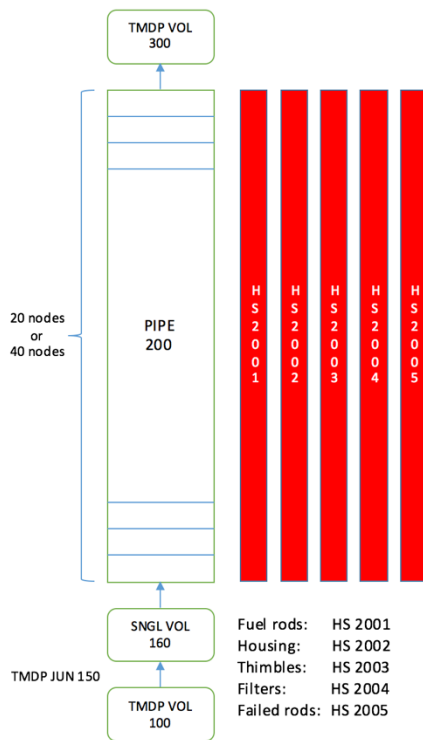 TMDP VOL
300
20 nodes
or
40 nodes
PIPE
200
HS2001
HS2002
HS2003
HS2004
HS2005
SNGL VOL
160
TMDP JUN 150
TMDP VOL
100
Fuel rods: HS 2001
Housing: HS 2002
Thimbles: HS 2003
Filters: HS 2004
Failed rods: HS 2005